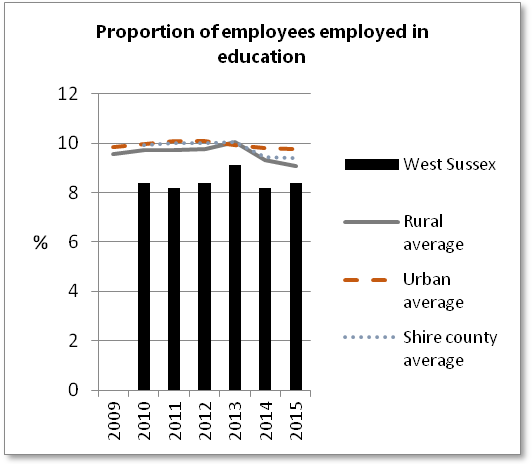 Proportion of employees employed in
education
12
10
8
6
4
2
0
%
2009
2010
2011
2012
2013
2014
2015
West Sussex
Rural
average
Urban
average
Shire county
average